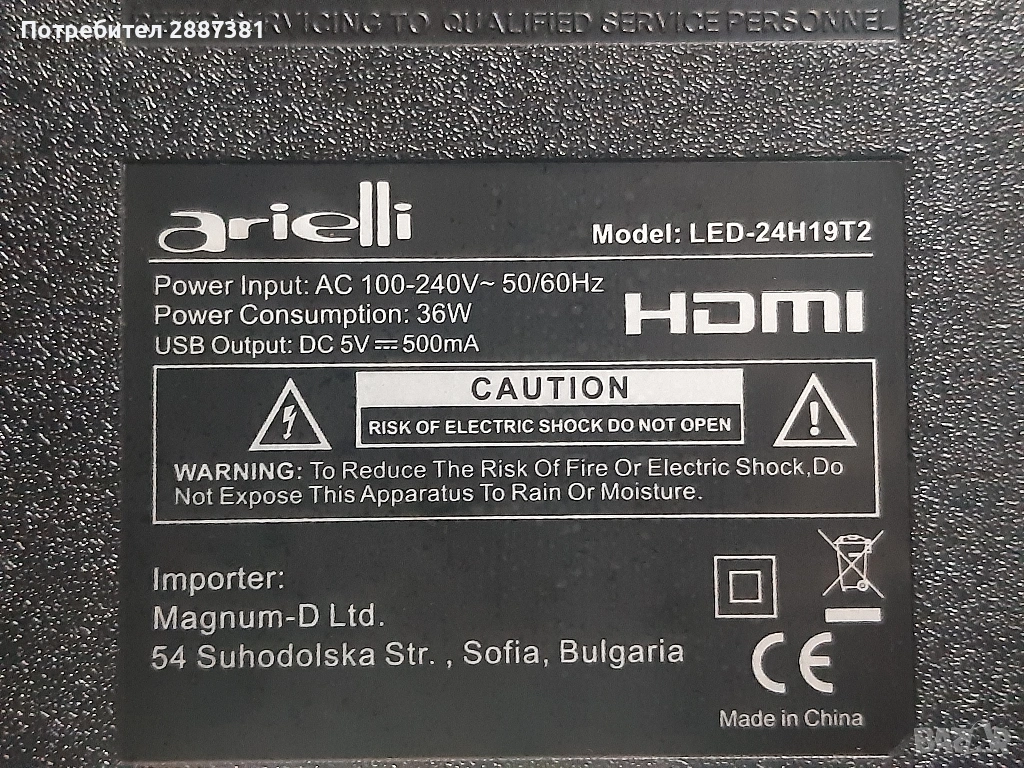 Потребител 2887381
SERVICING TO QUALIFIED SERVICE PERSONNEL
arielli
Model: LED-24H19T2
Power Input: AC 100-240V~ 50/60Hz
Power Consumption: 36W
USB Output: DC 5V⎓500mA
HDMI
CAUTION
RISK OF ELECTRIC SHOCK DO NOT OPEN
WARNING: To Reduce The Risk Of Fire Or Electric Shock,Do
Not Expose This Apparatus To Rain Or Moisture.
Importer:
Magnum-D Ltd.
54 Suhodolska Str. , Sofia, Bulgaria
CE
Made in China